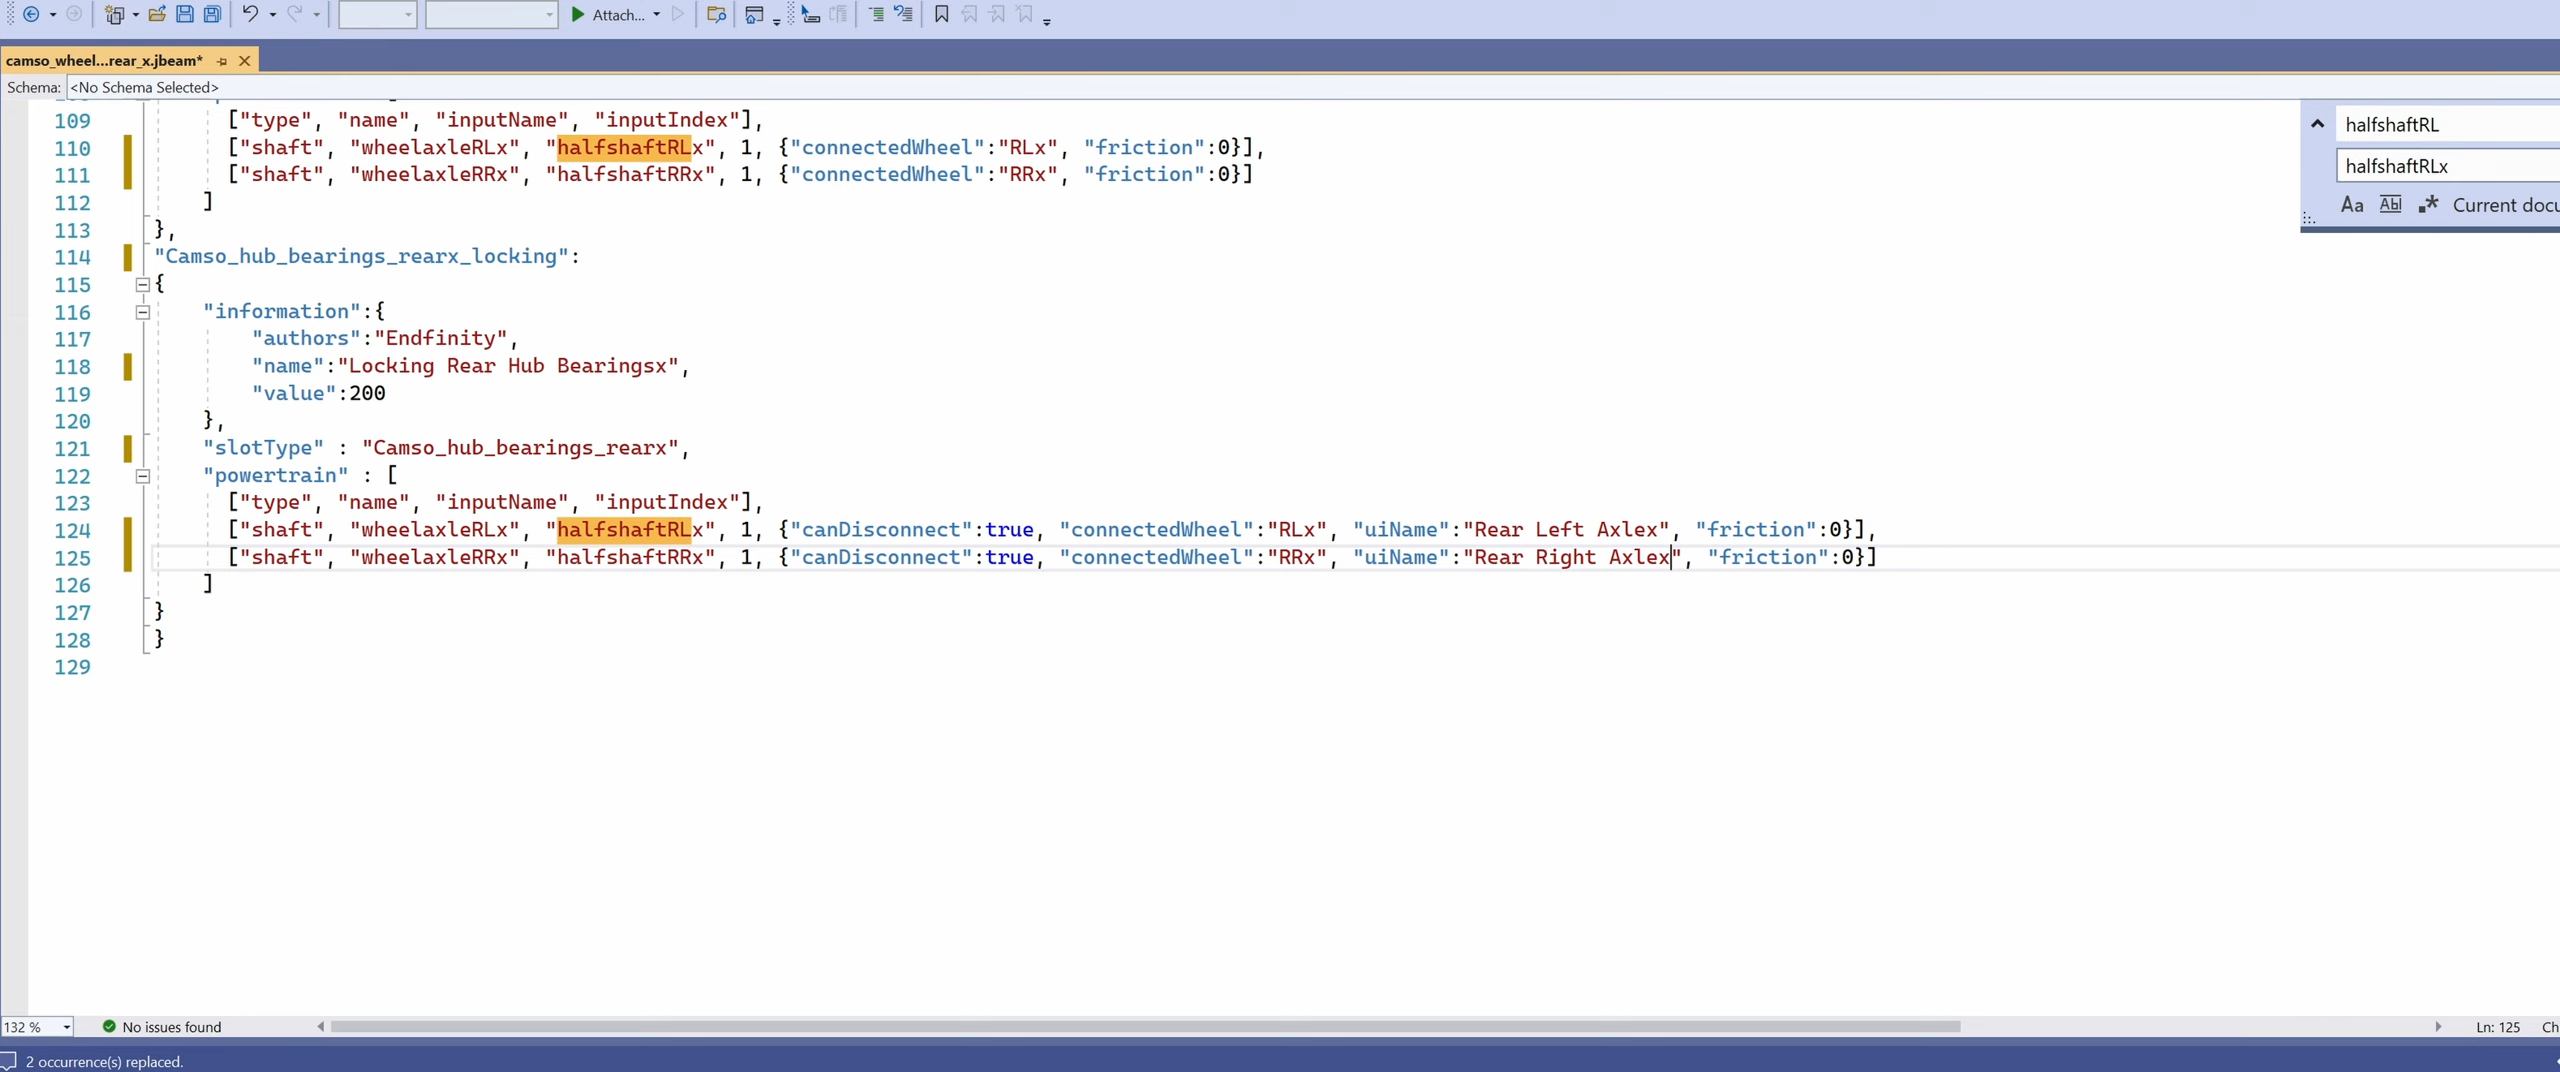 Attach...
camso_wheel...rear_x.jbeam*
Schema: <No Schema Selected>
109 ["type", "name", "inputName", "inputIndex"],
110 ["shaft", "wheelaxleRLx", "halfshaftRLx", 1, {"connectedWheel":"RLx", "friction":0}],
111 ["shaft", "wheelaxleRRx", "halfshaftRRx", 1, {"connectedWheel":"RRx", "friction":0}]
112 ]
113 },
114 "Camso_hub_bearings_rearx_locking":
115 {
116 "information":{
117 "authors":"Endfinity",
118 "name":"Locking Rear Hub Bearingsx",
119 "value":200
120 },
121 "slotType" : "Camso_hub_bearings_rearx",
122 "powertrain" : [
123 ["type", "name", "inputName", "inputIndex"],
124 ["shaft", "wheelaxleRLx", "halfshaftRLx", 1, {"canDisconnect":true, "connectedWheel":"RLx", "uiName":"Rear Left Axlex", "friction":0}],
125 ["shaft", "wheelaxleRRx", "halfshaftRRx", 1, {"canDisconnect":true, "connectedWheel":"RRx", "uiName":"Rear Right Axlex", "friction":0}]
126 ]
127 }
128 }
129
halfshaftRL
halfshaftRLx
Aa Abl .* Current docu
132 % No issues found Ln: 125 Ch
2 occurrence(s) replaced.